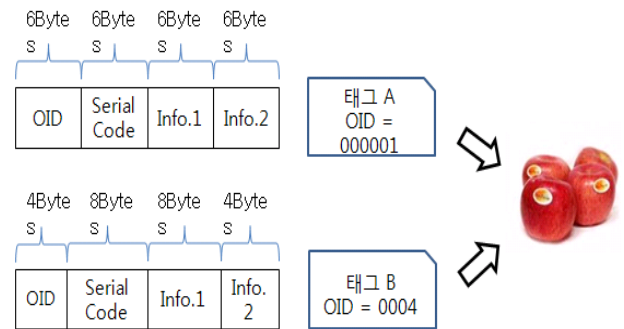 6Byte 6Byte 6Byte 6Byte
s s s s
OID Serial Code Info.1 Info.2
태그 A
OID =
000001
4Byte 8Byte 8Byte 4Byte
s s s s
OID Serial Code Info.1 Info. 2
태그 B
OID = 0004